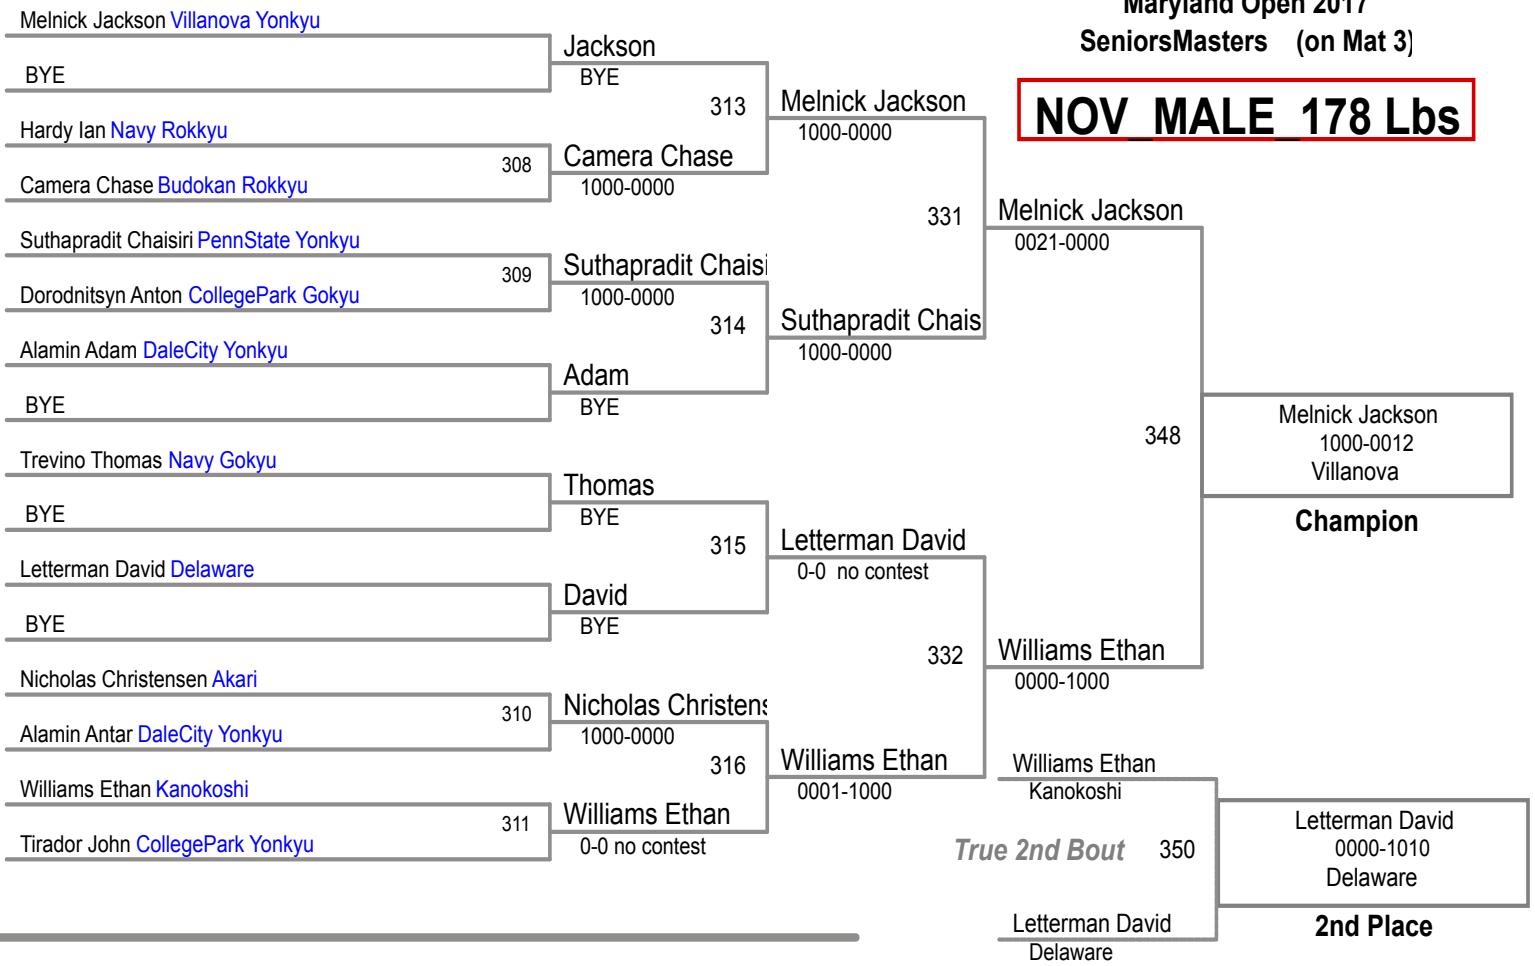 Maryland Open 2017
SeniorsMasters (on Mat 3)
NOV_MALE_178 Lbs
Melnick Jackson Villanova Yonkyu
BYE
Hardy Ian Navy Rokkyu
308
Camera Chase Budokan Rokkyu
Suthapradit Chaisiri PennState Yonkyu
309
Dorodnitsyn Anton CollegePark Gokyu
Alamin Adam DaleCity Yonkyu
BYE
Trevino Thomas Navy Gokyu
BYE
Letterman David Delaware
BYE
Nicholas Christensen Akari
310
Alamin Antar DaleCity Yonkyu
Williams Ethan Kanokoshi
311
Tirador John CollegePark Yonkyu
Jackson
BYE
313
Camera Chase
1000-0000
Suthapradit Chaisi
1000-0000
314
Adam
BYE
Thomas
BYE
315
David
BYE
Nicholas Christens
1000-0000
316
Williams Ethan
0-0 no contest
Melnick Jackson
1000-0000
331
Suthapradit Chais
1000-0000
Letterman David
0-0 no contest
332
Williams Ethan
0001-1000
Melnick Jackson
0021-0000
348
Williams Ethan
0000-1000
Melnick Jackson
1000-0012
Villanova
Champion
Williams Ethan
Kanokoshi
True 2nd Bout 350
Letterman David
Delaware
Letterman David
0000-1010
Delaware
2nd Place